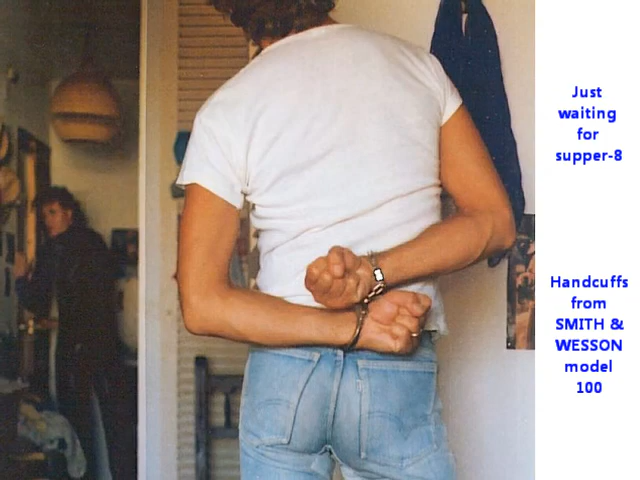 Just
waiting
for
supper-8
Handcuffs
from
SMITH &
WESSON
model
100